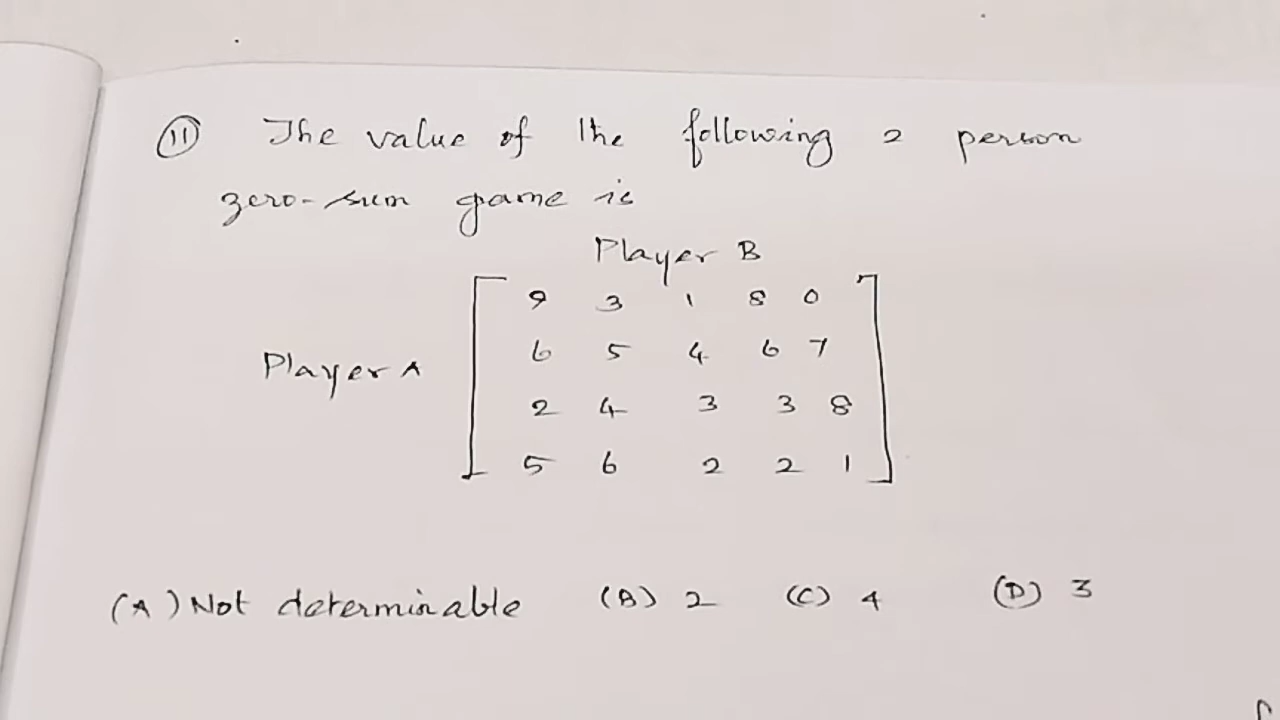 (11) The value of the following 2 person
zero-sum game is
Player B
9 3 1 8 0
6 5 4 6 7
Player A
2 4 3 3 8
5 6 2 2 1
(A) Not determinable (B) 2 (C) 4 (D) 3